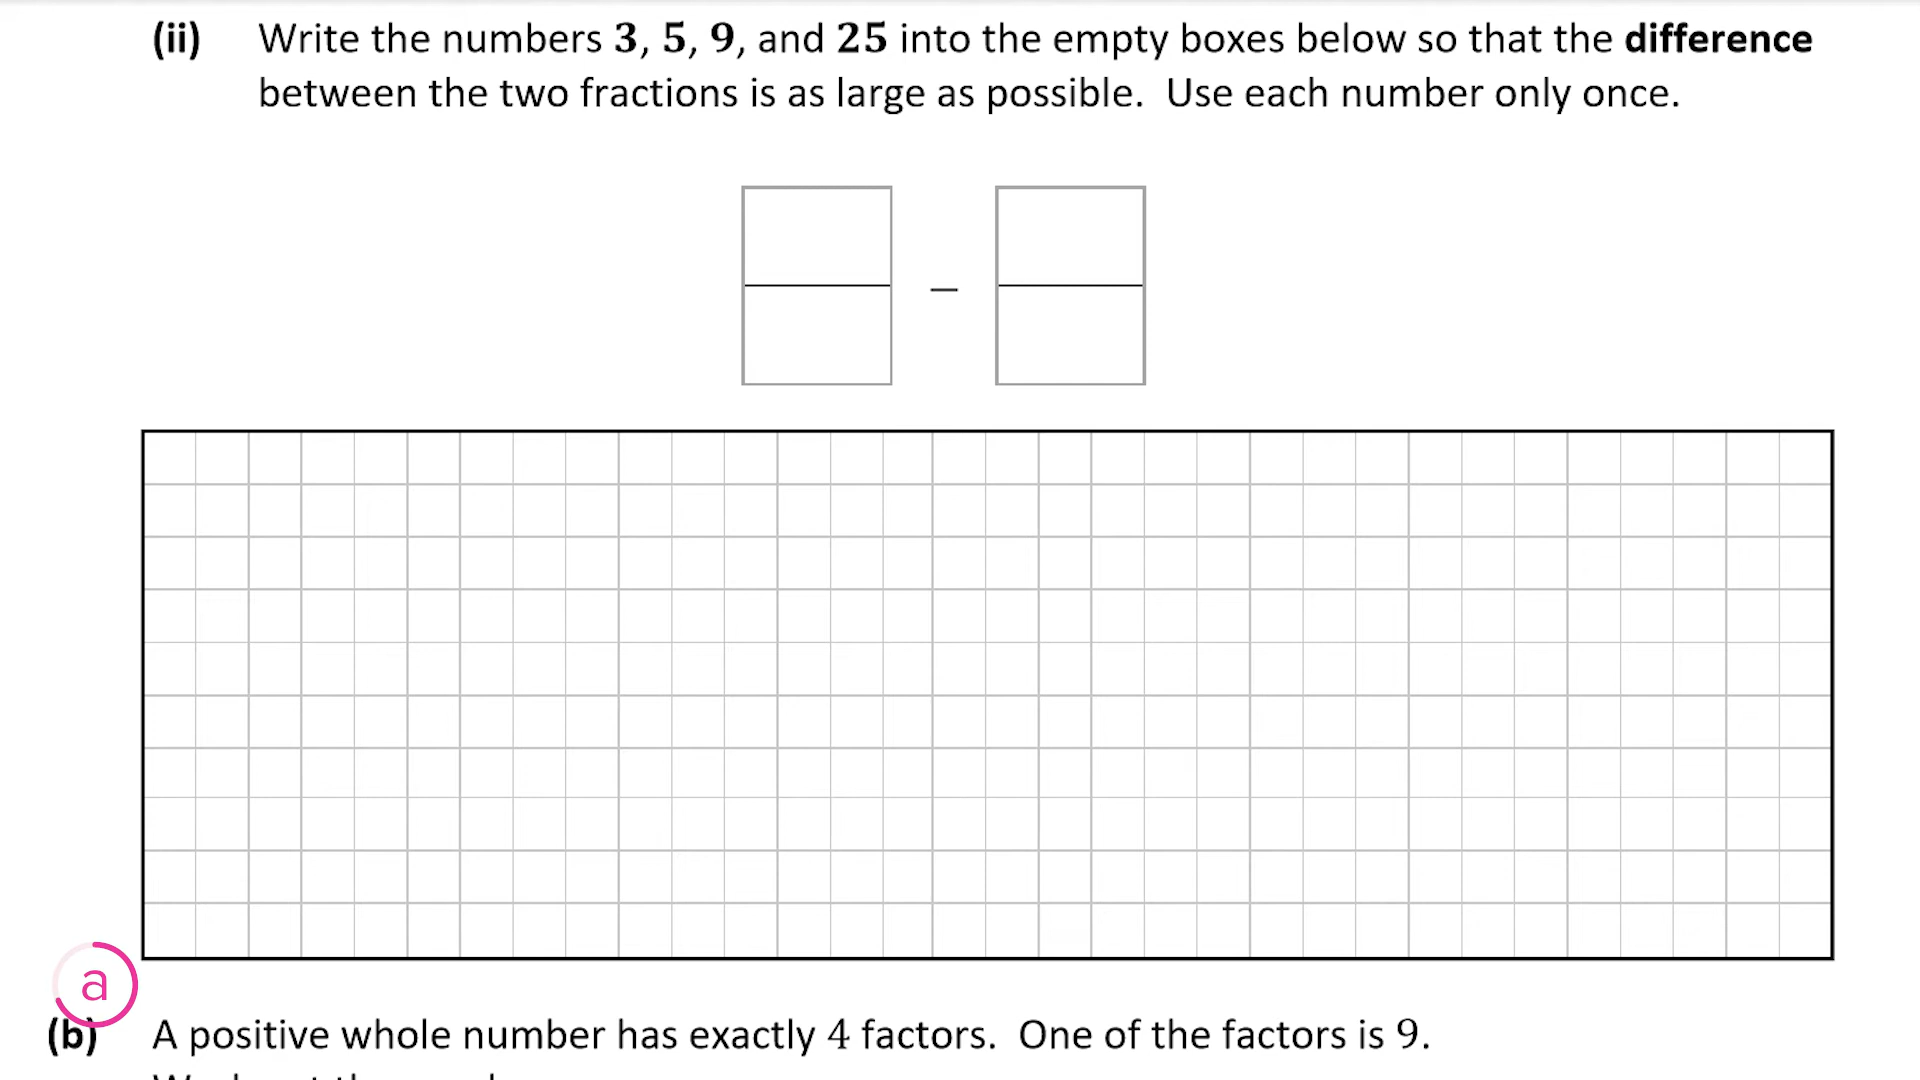 (ii) Write the numbers 3, 5, 9, and 25 into the empty boxes below so that the difference
between the two fractions is as large as possible. Use each number only once.
–
a
(b) A positive whole number has exactly 4 factors. One of the factors is 9.